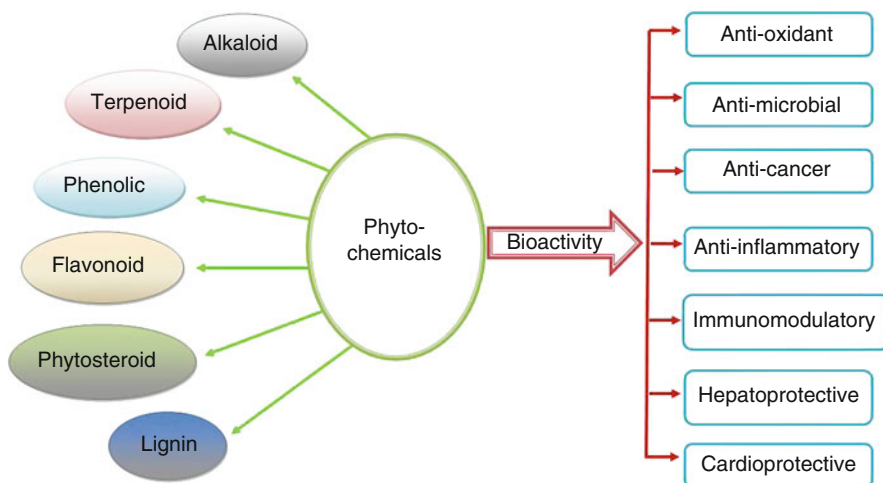 Alkaloid
Terpenoid
Phenolic
Flavonoid
Phytosteroid
Lignin
Phyto-
chemicals
Bioactivity
Anti-oxidant
Anti-microbial
Anti-cancer
Anti-inflammatory
Immunomodulatory
Hepatoprotective
Cardioprotective